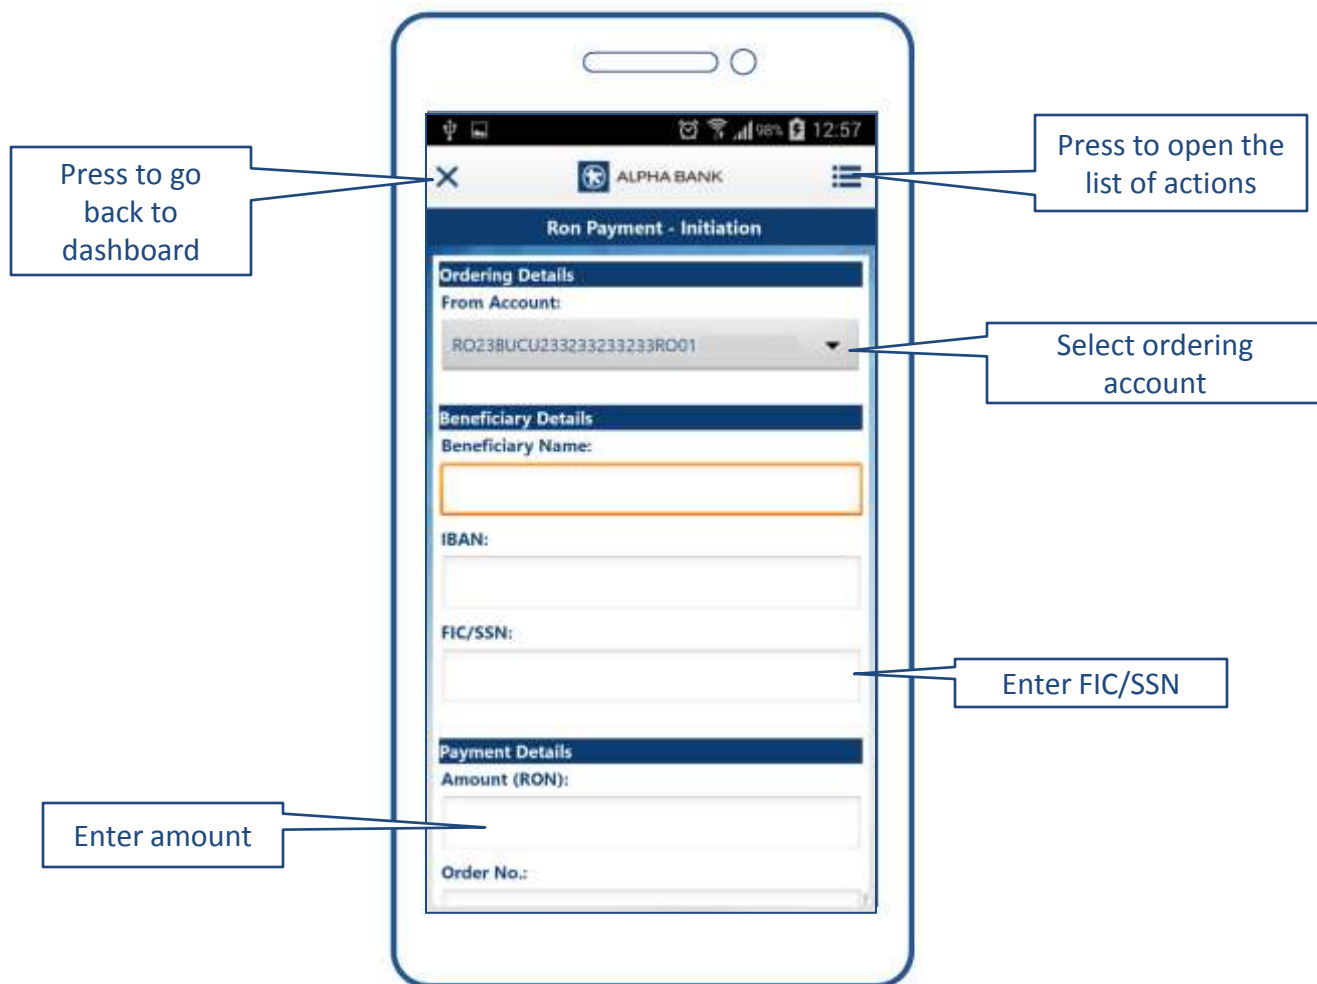 98% 12:57
Press to go
back to
dashboard
ALPHA BANK
Press to open the
list of actions
Ron Payment - Initiation
Ordering Details
From Account:
RO23BUCU233233233233RO01
Select ordering
account
Beneficiary Details
Beneficiary Name:
IBAN:
FIC/SSN:
Enter FIC/SSN
Payment Details
Amount (RON):
Enter amount
Order No.: